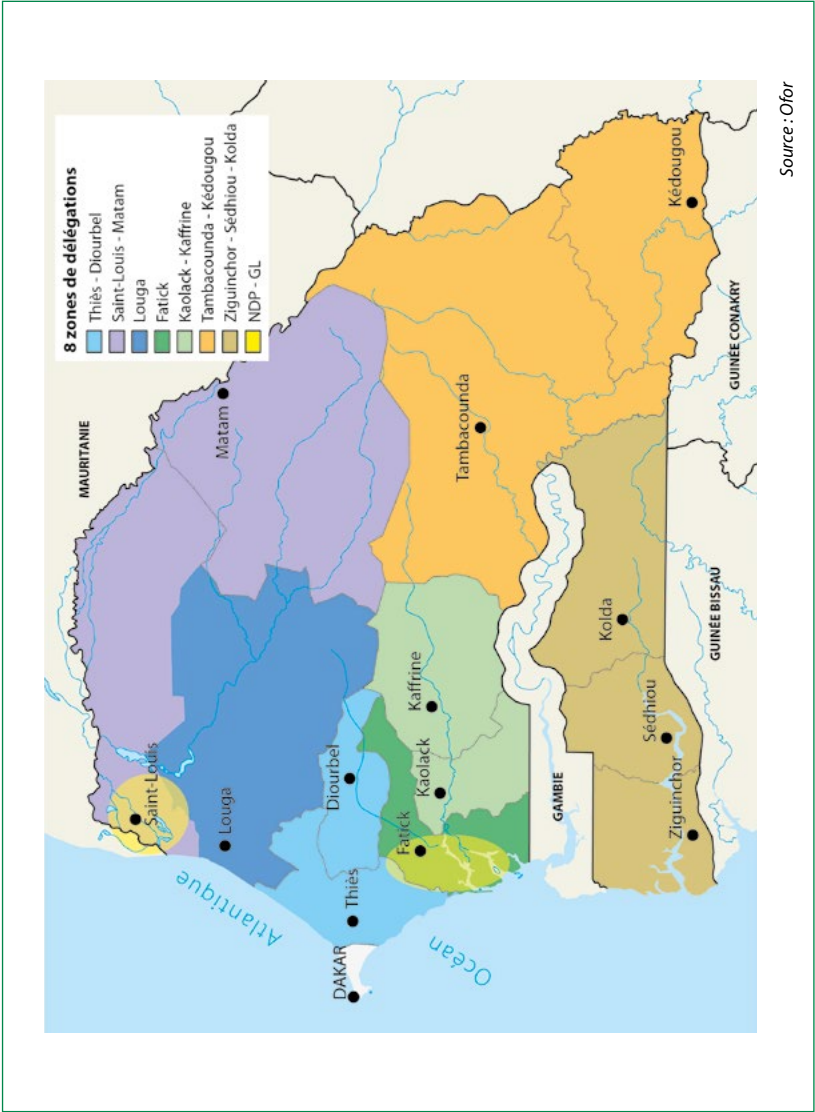 8 zones de délégations
Thiès - Diourbel
Saint-Louis - Matam
Louga
Fatick
Kaolack - Kaffrine
Tambacounda - Kédougou
Ziguinchor - Sédhiou - Kolda
NDP - GL
MAURITANIE
Saint-Louis
Matam
Louga
Atlantique
Océan
DAKAR
Thiès
Diourbel
Fatick
Kaolack
Kaffrine
Tambacounda
GAMBIE
Kolda
Sédhiou
Ziguinchor
Kédougou
GUINÉE BISSAU
GUINÉE CONAKRY
Source : Ofor